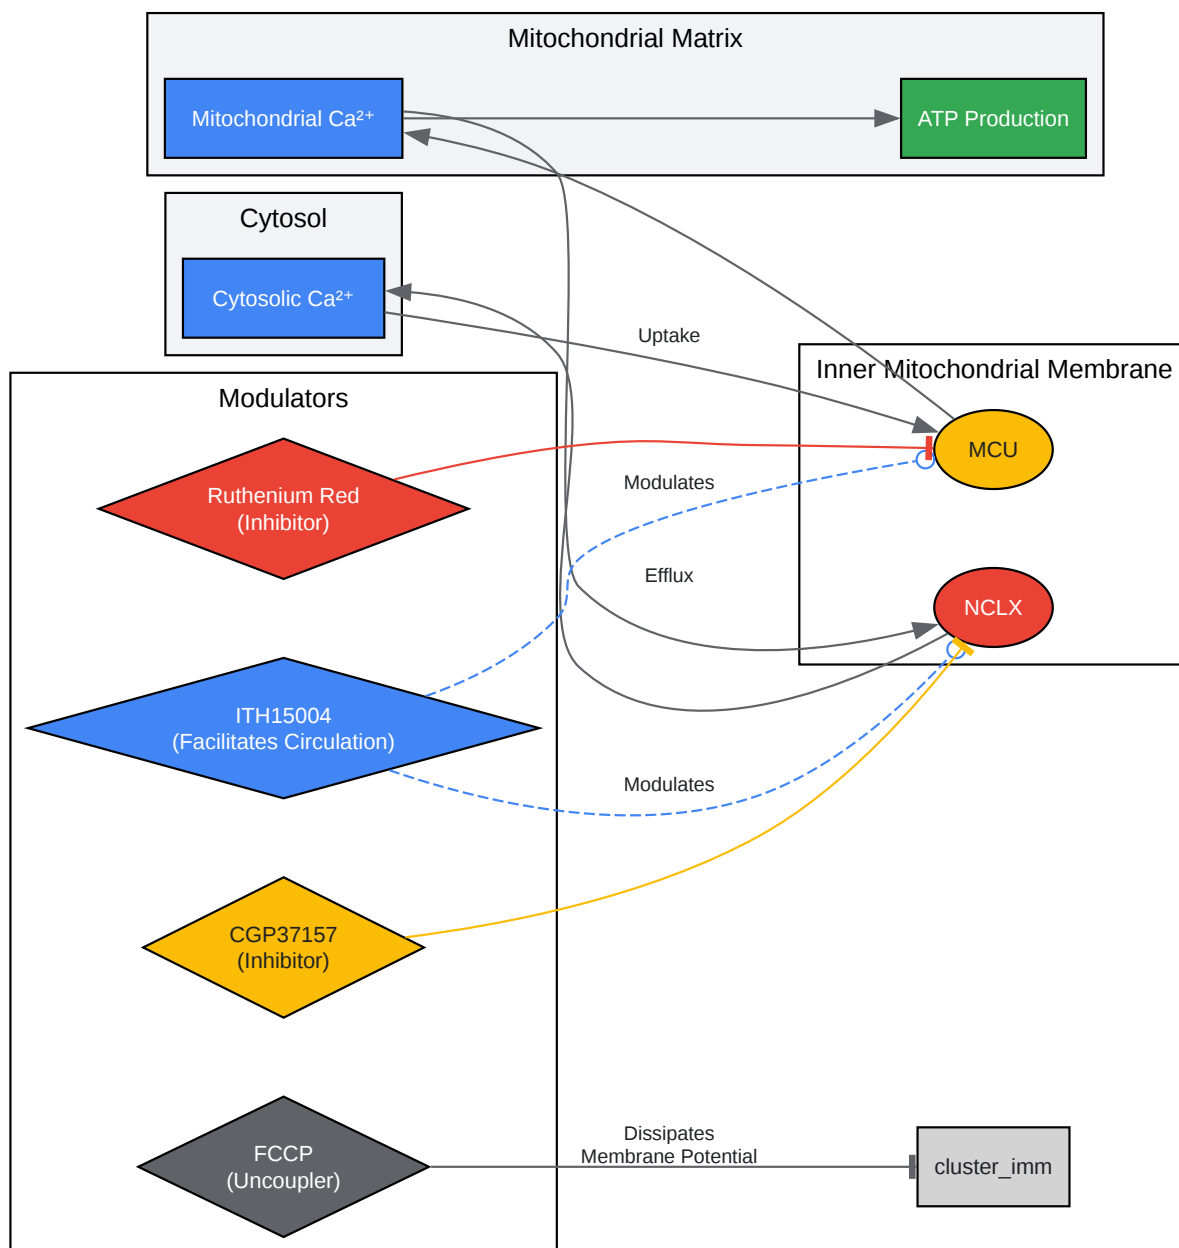 Mitochondrial Matrix
Mitochondrial Ca²⁺
ATP Production
Cytosol
Cytosolic Ca²⁺
Uptake
Inner Mitochondrial Membrane
MCU
Modulators
Ruthenium Red
(Inhibitor)
Modulates
Efflux
NCLX
ITH15004
(Facilitates Circulation)
Modulates
CGP37157
(Inhibitor)
FCCP
(Uncoupler)
Dissipates
Membrane Potential
cluster_imm